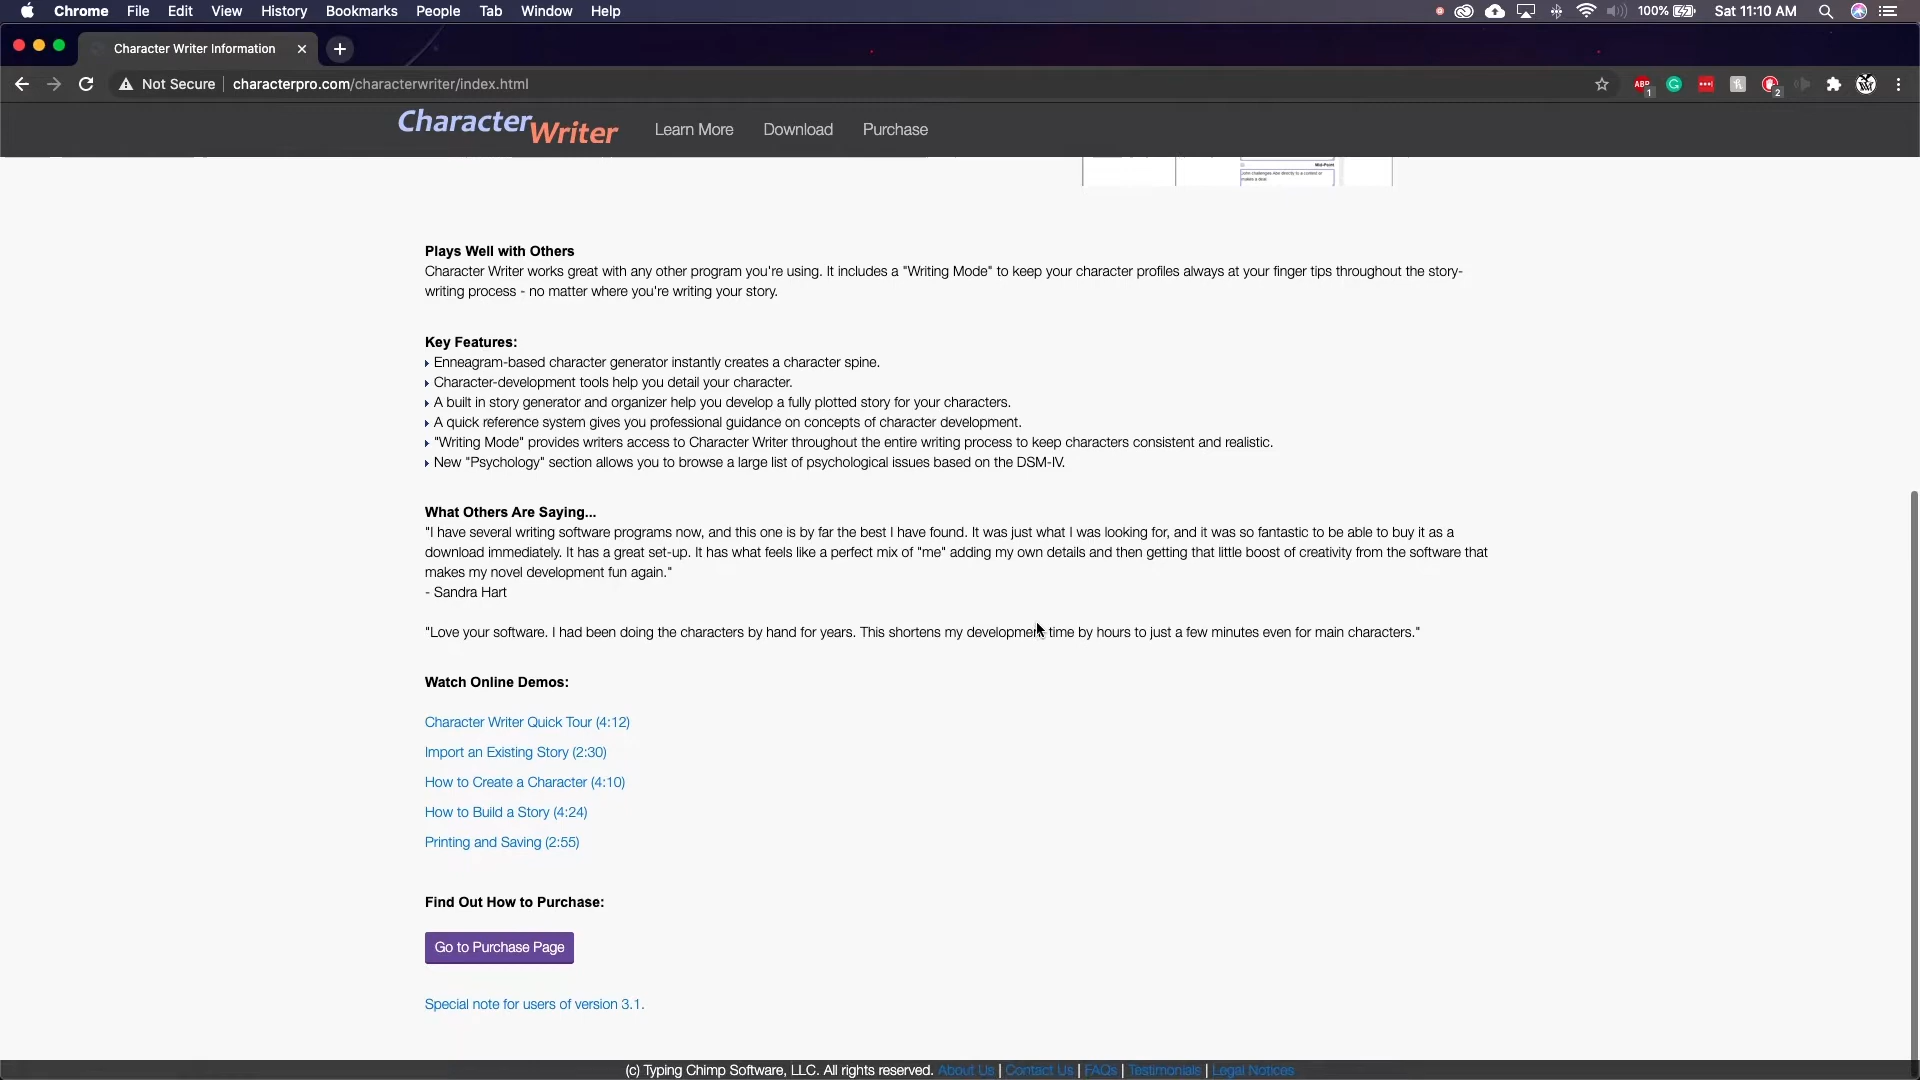 Chrome File Edit View History Bookmarks People Tab Window Help 100% Sat 11:10 AM
Character Writer Information
Not Secure characterpro.com/characterwriter/index.html ABP 1 2
CharacterWriter Learn More Download Purchase
Mid-Point
John challenges Abe directly to a contest or
makes a deal.
Plays Well with Others
Character Writer works great with any other program you're using. It includes a "Writing Mode" to keep your character profiles always at your finger tips throughout the story-
writing process - no matter where you're writing your story.
Key Features:
Enneagram-based character generator instantly creates a character spine.
Character-development tools help you detail your character.
A built in story generator and organizer help you develop a fully plotted story for your characters.
A quick reference system gives you professional guidance on concepts of character development.
"Writing Mode" provides writers access to Character Writer throughout the entire writing process to keep characters consistent and realistic.
New "Psychology" section allows you to browse a large list of psychological issues based on the DSM-IV.
What Others Are Saying...
"I have several writing software programs now, and this one is by far the best I have found. It was just what I was looking for, and it was so fantastic to be able to buy it as a
download immediately. It has a great set-up. It has what feels like a perfect mix of "me" adding my own details and then getting that little boost of creativity from the software that
makes my novel development fun again."
- Sandra Hart
"Love your software. I had been doing the characters by hand for years. This shortens my development time by hours to just a few minutes even for main characters."
Watch Online Demos:
Character Writer Quick Tour (4:12)
Import an Existing Story (2:30)
How to Create a Character (4:10)
How to Build a Story (4:24)
Printing and Saving (2:55)
Find Out How to Purchase:
Go to Purchase Page
Special note for users of version 3.1.
(c) Typing Chimp Software, LLC. All rights reserved. About Us | Contact Us | FAQs | Testimonials | Legal Notices